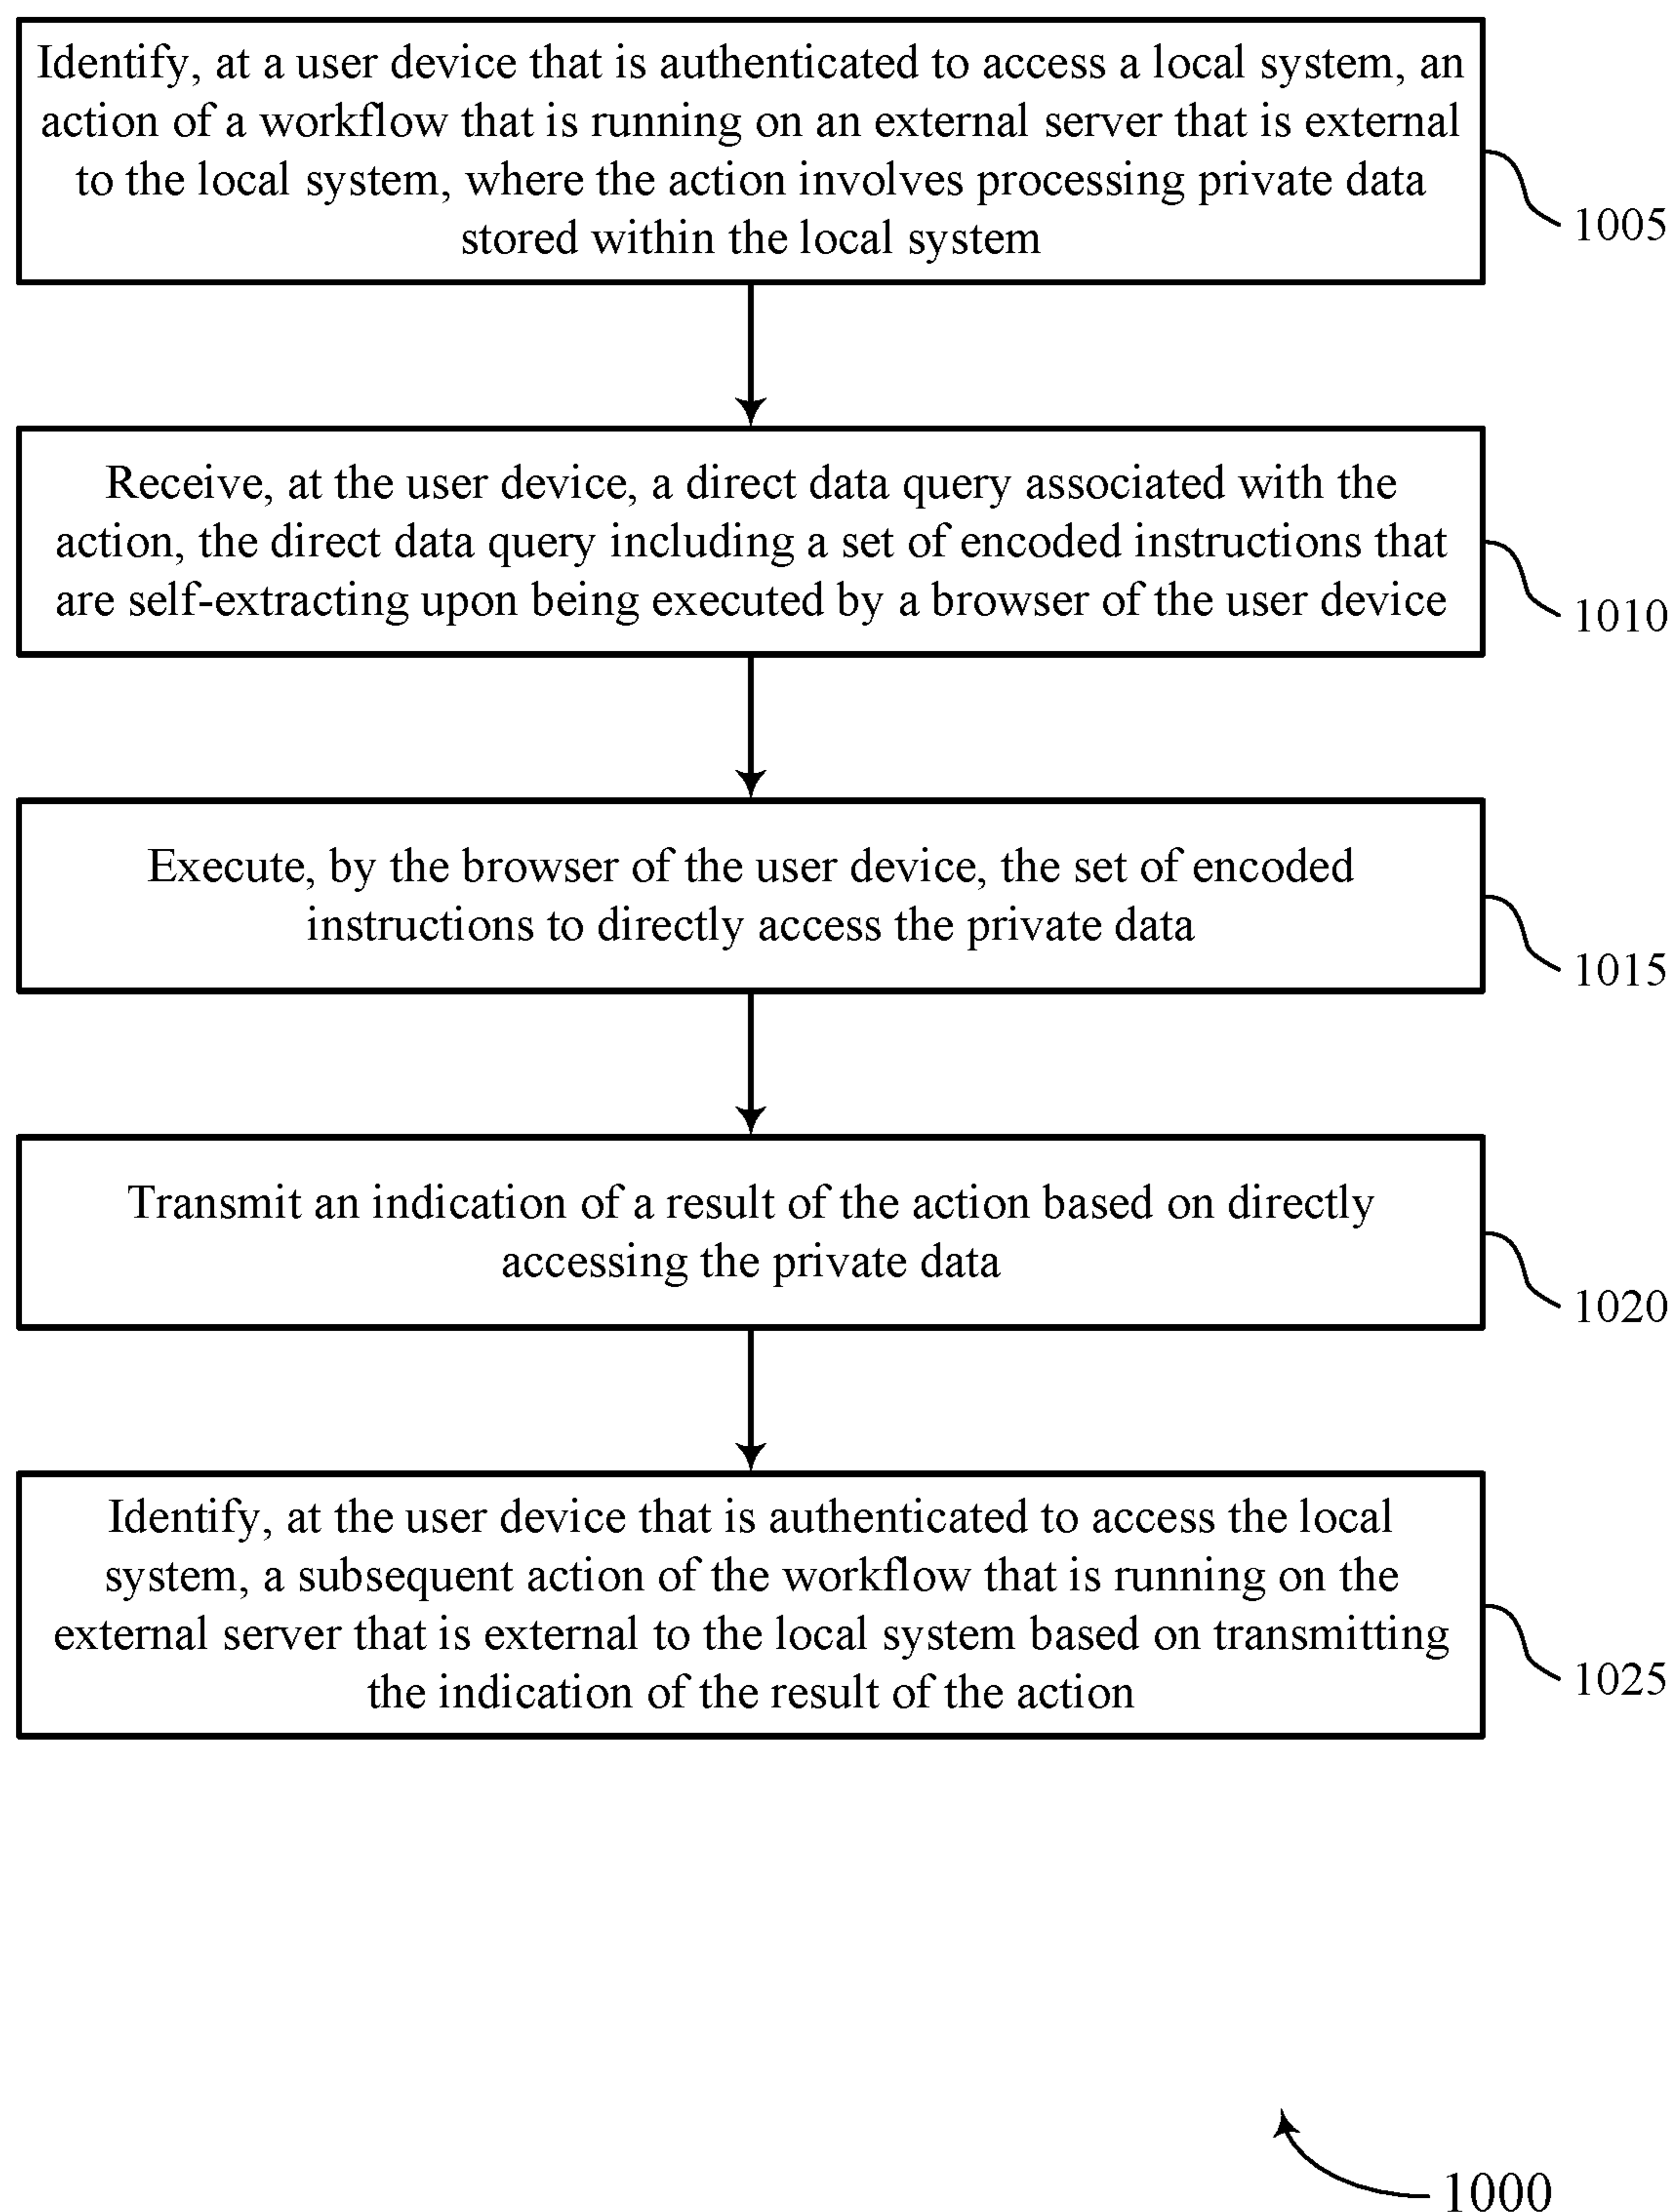 Identify, at a user device that is authenticated to access a local system, an
action of a workflow that is running on an external server that is external
to the local system, where the action involves processing private data
stored within the local system
1005
Receive, at the user device, a direct data query associated with the
action, the direct data query including a set of encoded instructions that
are self-extracting upon being executed by a browser of the user device
1010
Execute, by the browser of the user device, the set of encoded
instructions to directly access the private data
1015
Transmit an indication of a result of the action based on directly
accessing the private data
1020
Identify, at the user device that is authenticated to access the local
system, a subsequent action of the workflow that is running on the
external server that is external to the local system based on transmitting
the indication of the result of the action
1025
1000